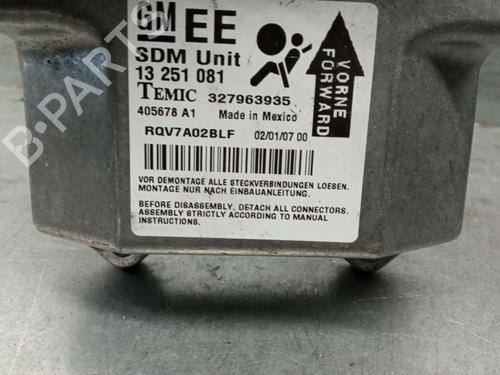 GM EE
SDM Unit
13 251 081
TEMIC 327963935
405678 A1 Made in Mexico
RQV7A02BLF 02/01/07 00
VORNE
FORWARD
VOR DEMONTAGE ALLE STECKVERBINDUNGEN LOESEN.
MONTAGE NUR NACH EINBAUANLEITUNG.
BEFORE DISASSEMBLY, DETACH ALL CONNECTORS.
ASSEMBLY STRICTLY ACCORDING TO MANUAL
INSTRUCTIONS.
B-PARTS